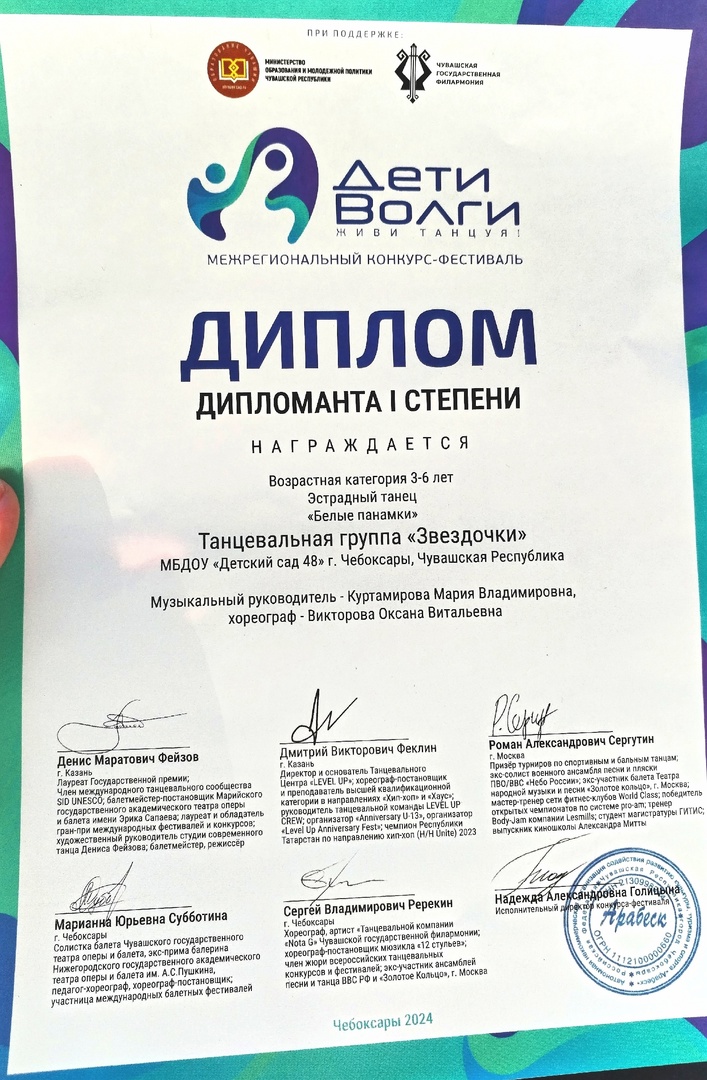 ПРИ ПОДДЕРЖКЕ:
МИНИСТЕРСТВО
ОБРАЗОВАНИЯ И МОЛОДЕЖНОЙ ПОЛИТИКИ
ЧУВАШСКОЙ РЕСПУБЛИКИ
ЧУВАШСКАЯ
ГОСУДАРСТВЕННАЯ
ФИЛАРМОНИЯ
Дети
Волги
ЖИВИ ТАНЦУЯ!
МЕЖРЕГИОНАЛЬНЫЙ КОНКУРС-ФЕСТИВАЛЬ
ДИПЛОМ
ДИПЛОМАНТА I СТЕПЕНИ
НАГРАЖДАЕТСЯ
Возрастная категория 3-6 лет
Эстрадный танец
«Белые панамки»
Танцевальная группа «Звездочки»
МБДОУ «Детский сад 48» г. Чебоксары, Чувашская Республика
Музыкальный руководитель - Куртамирова Мария Владимировна,
хореограф - Викторова Оксана Витальевна
Денис Маратович Фейзов
г. Казань
Лауреат Государственной премии;
Член международного танцевального сообщества
SID UNESCO; балетмейстер-постановщик Марийского
государственного академического театра оперы
и балета имени Эрика Сапаева; лауреат и обладатель
гран-при международных фестивалей и конкурсов;
художественный руководитель студии современного
танца Дениса Фейзова; балетмейстер, режиссёр
Дмитрий Викторович Феклин
г. Казань
Директор и основатель Танцевального
Центра «LEVEL UP»; хореограф-постановщик
и преподаватель высшей квалификационной
категории в направлениях «Хип-хоп» и «Хаус»;
руководитель танцевальной команды LEVEL UP
CREW; организатор «Anniversary U-13», организатор
«Level Up Anniversary Fest»; чемпион Республики
Татарстан по направлению хип-хоп (H/H Unite) 2023
Роман Александрович Сергутин
г. Москва
Призёр турниров по спортивным и бальным танцам;
экс-солист военного ансамбля песни и пляски
ПВО/ВВС «Небо России»; экс-участник балета Театра
народной музыки и песни «Золотое кольцо», г. Москва;
мастер-тренер сети фитнес-клубов World Class; победитель
открытых чемпионатов по системе pro-am; тренер
Body-Jam компании Lesmills; студент магистратуры ГИТИС;
выпускник киношколы Александра Митты
Марианна Юрьевна Субботина
г. Чебоксары
Солистка балета Чувашского государственного
театра оперы и балета, экс-прима балерина
Нижегородского государственного академического
театра оперы и балета им. А.С.Пушкина,
педагог-хореограф, хореограф-постановщик;
участница международных балетных фестивалей
Сергей Владимирович Ререкин
г. Чебоксары
Хореограф, артист «Танцевальной компании
«Nota G» Чувашской государственной филармонии;
хореограф-постановщик мюзикла «12 стульев»;
член жюри всероссийских танцевальных
конкурсов и фестивалей; экс-участник ансамблей
песни и танца ВВС РФ и «Золотое Кольцо», г. Москва
Надежда Александровна Голицына
Исполнительный директор конкурса-фестиваля
Арабеск
Чебоксары 2024